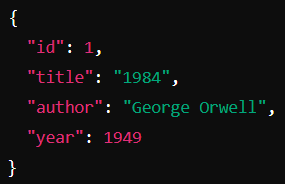 {
  "id": 1,
  "title": "1984",
  "author": "George Orwell",
  "year": 1949
}